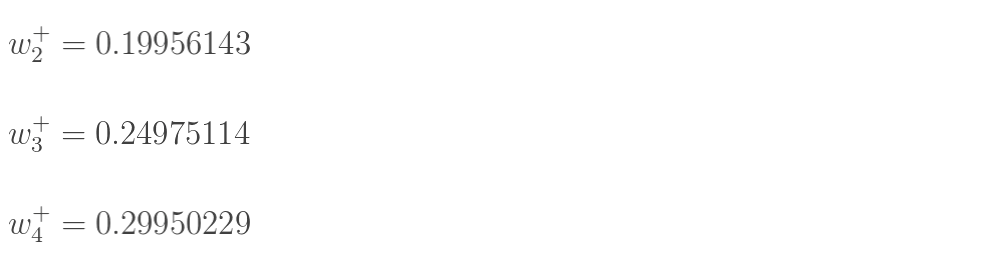 $w_2^+ = 0.19956143$
$w_3^+ = 0.24975114$
$w_4^+ = 0.29950229$